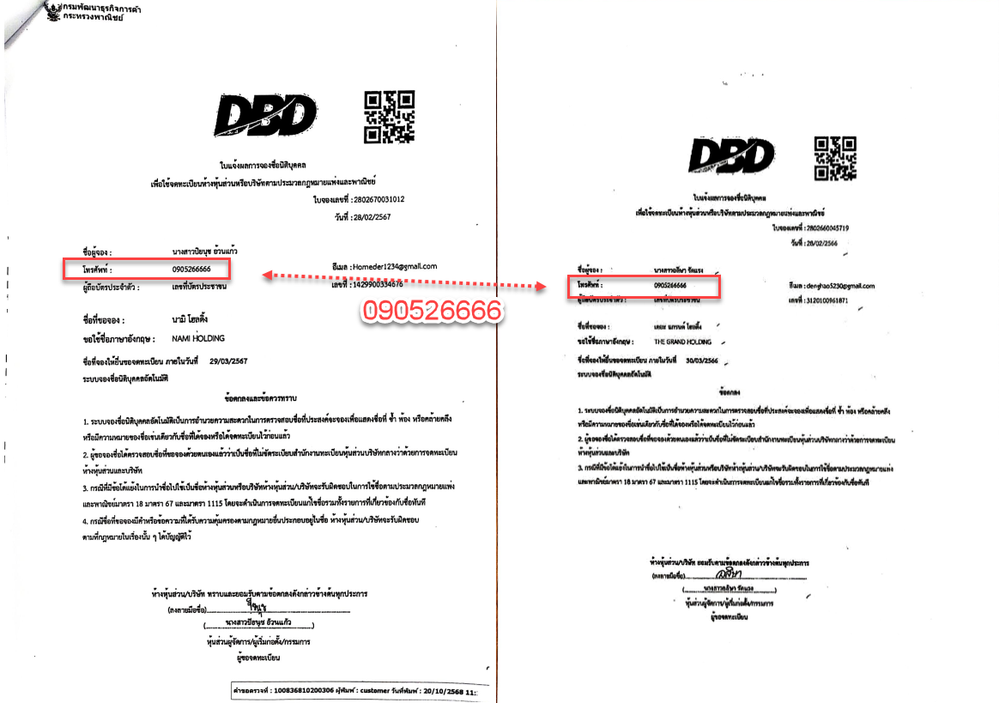 กรมพัฒนาธุรกิจการค้า
กระทรวงพาณิชย์
DBD
ใบแจ้งผลการจองชื่อนิติบุคคล
เพื่อใช้จดทะเบียนห้างหุ้นส่วนหรือบริษัทตามประมวลกฎหมายแพ่งและพาณิชย์
ใบจองเลขที่ : 2802670031012
วันที่ : 28/02/2567
ชื่อผู้จอง : นางสาวปิยนุช อ้วนแก้ว
โทรศัพท์ : 0905266666
อีเมล : Homeder1234@gmail.com
ผู้ถือบัตรประจำตัว : เลขที่บัตรประชาชน
เลขที่ : 1429900334676
ชื่อที่ขอจอง : นามิ โฮลดิ้ง
ขอใช้ชื่อภาษาอังกฤษ : NAMI HOLDING
ชื่อที่จองให้ยื่นขอจดทะเบียน ภายในวันที่ 29/03/2567
ระบบจองชื่อนิติบุคคลอัตโนมัติ
ข้อตกลงและข้อควรทราบ
1. ระบบจองชื่อนิติบุคคลอัตโนมัติเป็นการอำนวยความสะดวกในการตรวจสอบชื่อที่ประสงค์จะจองเพื่อแสดงชื่อที่ ซ้ำ พ้อง หรือคล้ายคลึง
หรือมีความหมายของชื่อเช่นเดียวกับชื่อที่ได้จองหรือได้จดทะเบียนไว้ก่อนแล้ว
2. ผู้จองชื่อได้ตรวจสอบชื่อที่ขอจองด้วยตนเองแล้วว่าเป็นชื่อที่ไม่ขัดระเบียบสำนักงานทะเบียนหุ้นส่วนบริษัทกลางว่าด้วยการจดทะเบียน
ห้างหุ้นส่วนและบริษัท
3. กรณีที่มีข้อโต้แย้งในการนำชื่อไปใช้เป็นชื่อห้างหุ้นส่วนหรือบริษัทห้างหุ้นส่วน/บริษัทจะรับผิดชอบในการใช้ชื่อตามประมวลกฎหมายแพ่ง
และพาณิชย์มาตรา 18 มาตรา 67 และมาตรา 1115 โดยจะดำเนินการจดทะเบียนแก้ไขชื่อรวมทั้งรายการที่เกี่ยวข้องกับชื่อทันที
4. กรณีชื่อที่ขอจองมีคำหรือข้อความที่ได้รับความคุ้มครองตามกฎหมายอื่นประกอบอยู่ในชื่อ ห้างหุ้นส่วน/บริษัทจะรับผิดชอบ
ตามที่กฎหมายในเรื่องนั้น ๆ ได้บัญญัติไว้
ห้างหุ้นส่วน/บริษัท ทราบและยอมรับตามข้อตกลงดังกล่าวข้างต้นทุกประการ
(ลงลายมือชื่อ) ปิยนุช
(นางสาวปิยนุช อ้วนแก้ว)
หุ้นส่วนผู้จัดการ/ผู้เริ่มก่อตั้ง/กรรมการ
ผู้ขอจดทะเบียน
คำขอตรวจที่ : 100836810200306 ผู้พิมพ์ : customer วันที่พิมพ์ : 20/10/2568 11:
090526666
DBD
ใบแจ้งผลการจองชื่อนิติบุคคล
เพื่อใช้จดทะเบียนห้างหุ้นส่วนหรือบริษัทตามประมวลกฎหมายแพ่งและพาณิชย์
ใบจองเลขที่ : 2802660045719
วันที่ : 28/02/2566
ชื่อผู้จอง : นางสาวอลิษา
โทรศัพท์ : 0905266666
อีเมล : denghao5230@gmail.com
ผู้ถือบัตรประจำตัว : เลขที่บัตรประชาชน
เลขที่ : 3120100961871
ชื่อที่ขอจอง : เดอะ แกรนด์ โฮลดิ้ง
ขอใช้ชื่อภาษาอังกฤษ : THE GRAND HOLDING
ชื่อที่จองให้ยื่นขอจดทะเบียน ภายในวันที่ 30/03/2566
ระบบจองชื่อนิติบุคคลอัตโนมัติ
ข้อตกลง
1. ระบบจองชื่อนิติบุคคลอัตโนมัติเป็นการอำนวยความสะดวกในการตรวจสอบชื่อที่ประสงค์จะจองเพื่อแสดงชื่อที่ ซ้ำ พ้อง หรือคล้ายคลึง
หรือมีความหมายของชื่อเช่นเดียวกับชื่อที่ได้จองหรือได้จดทะเบียนไว้ก่อนแล้ว
2. ผู้จองชื่อได้ตรวจสอบชื่อที่ขอจองด้วยตนเองแล้วว่าเป็นชื่อที่ไม่ขัดระเบียบสำนักงานทะเบียนหุ้นส่วนบริษัทกลางว่าด้วยการจดทะเบียน
ห้างหุ้นส่วนและบริษัท
3. กรณีที่มีข้อโต้แย้งในการนำชื่อไปใช้เป็นชื่อห้างหุ้นส่วนหรือบริษัทห้างหุ้นส่วน/บริษัทจะรับผิดชอบในการใช้ชื่อตามประมวลกฎหมายแพ่ง
และพาณิชย์มาตรา 18 มาตรา 67 และมาตรา 1115 โดยจะดำเนินการจดทะเบียนแก้ไขชื่อรวมทั้งรายการที่เกี่ยวข้องกับชื่อทันที
ห้างหุ้นส่วน/บริษัท ยอมรับตามข้อตกลงดังกล่าวข้างต้นทุกประการ
(ลงลายมือชื่อ) อลิษา
(นางสาวอลิษา)
หุ้นส่วนผู้จัดการ/ผู้เริ่มก่อตั้ง/กรรมการ
ผู้ขอจดทะเบียน